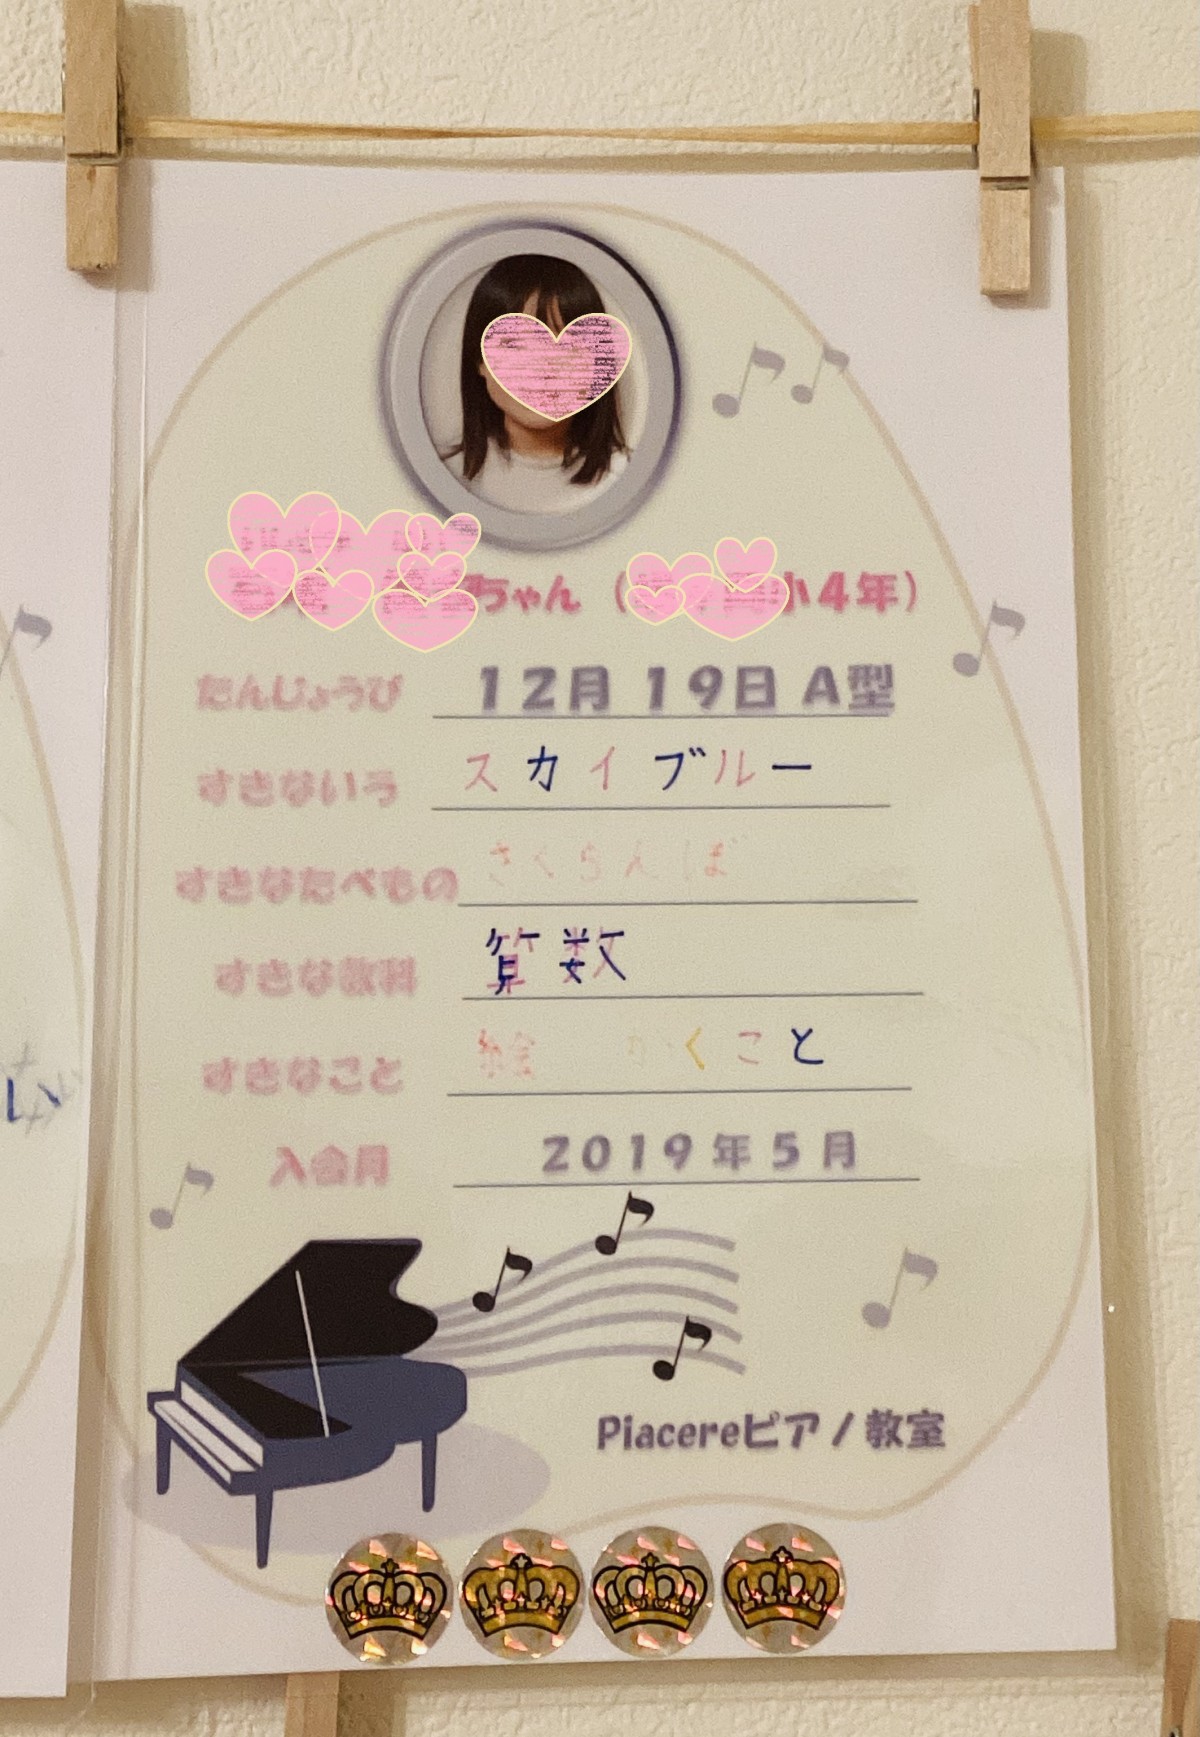 ちゃん（小4年）
たんじょうび 12月19日 A型
すきないろ スカイブルー
すきなたべもの さくらんぼ
すきな教科 算数
すきなこと 絵 かくこと
入会月 2019年5月
Piacereピアノ教室